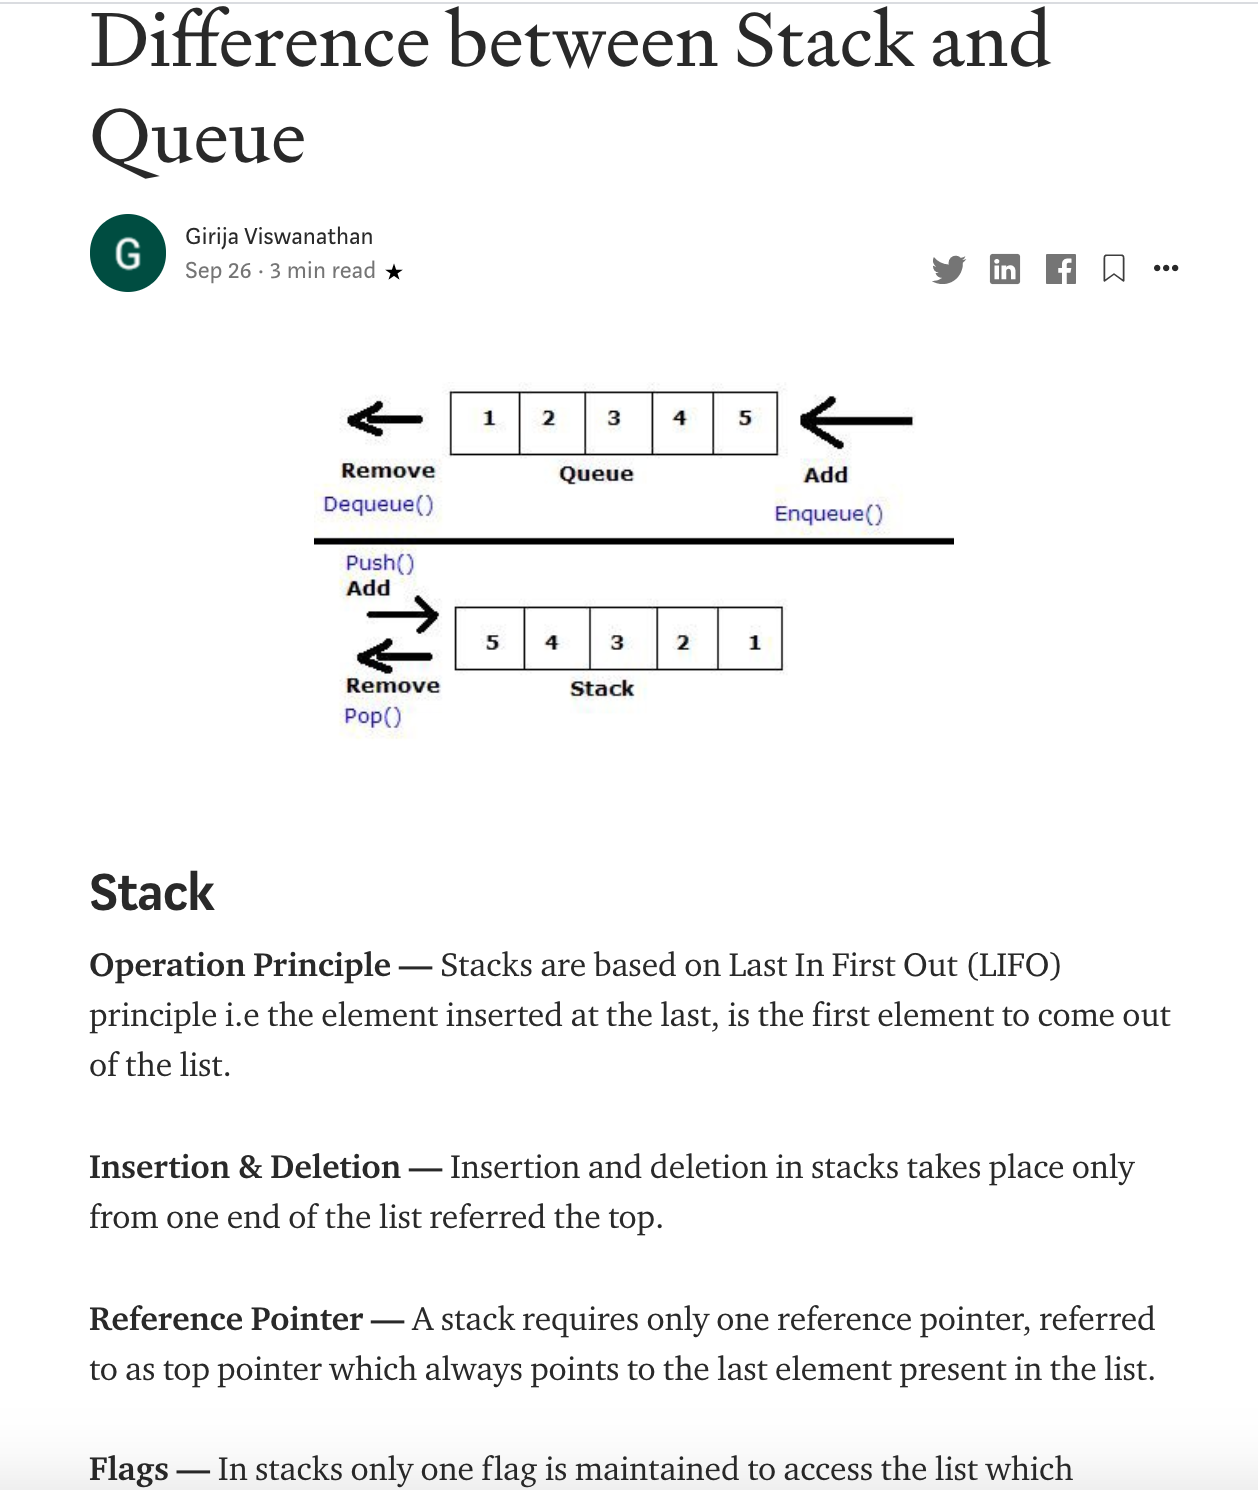 Difference between Stack and
Queue
G
Girija Viswanathan
Sep 26 · 3 min read ★
in
1 2 3 4 5
Remove Queue Add
Dequeue() Enqueue()
Push()
Add
5 4 3 2 1
Remove Stack
Pop()
Stack
Operation Principle — Stacks are based on Last In First Out (LIFO)
principle i.e the element inserted at the last, is the first element to come out
of the list.
Insertion & Deletion — Insertion and deletion in stacks takes place only
from one end of the list referred the top.
Reference Pointer — A stack requires only one reference pointer, referred
to as top pointer which always points to the last element present in the list.
Flags — In stacks only one flag is maintained to access the list which